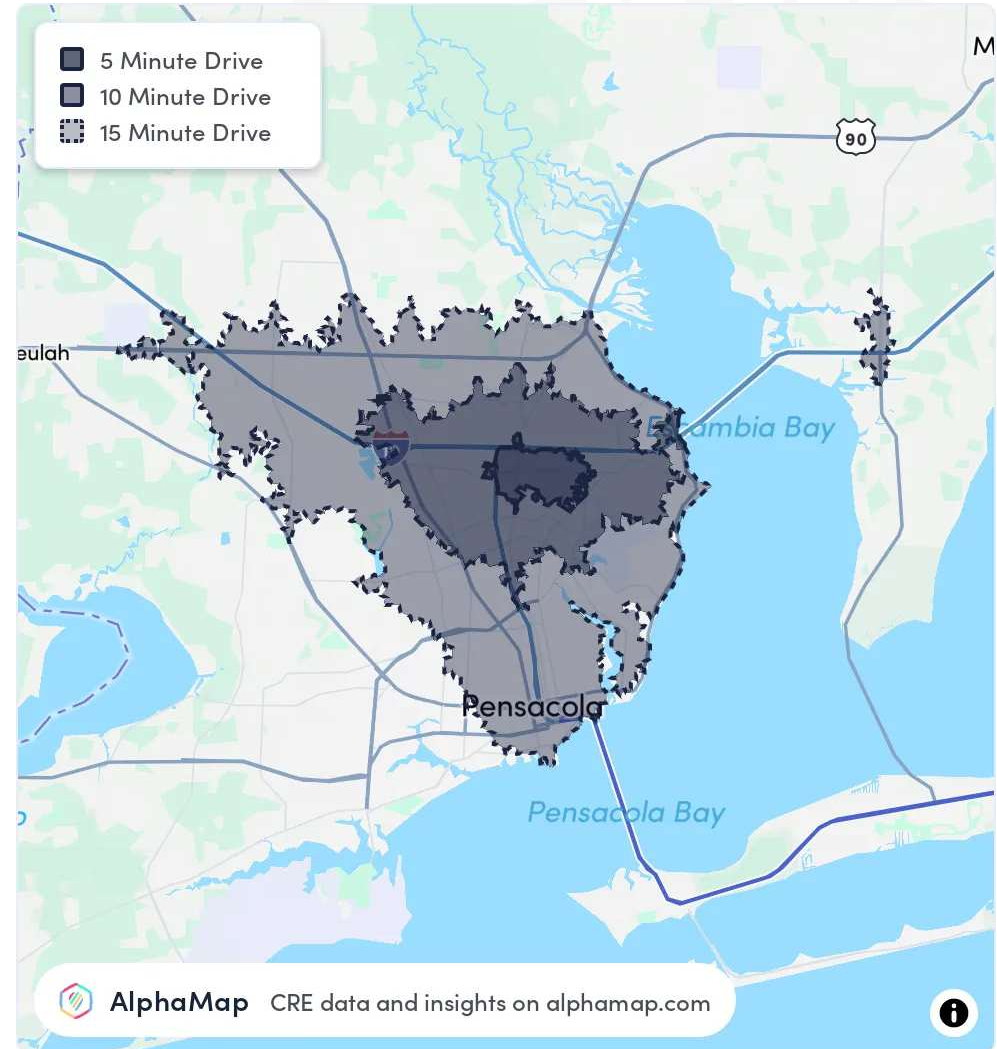 5 Minute Drive
10 Minute Drive
15 Minute Drive
M
90
eulah
Escambia Bay
Pensacola
Pensacola Bay
AlphaMap CRE data and insights on alphamap.com